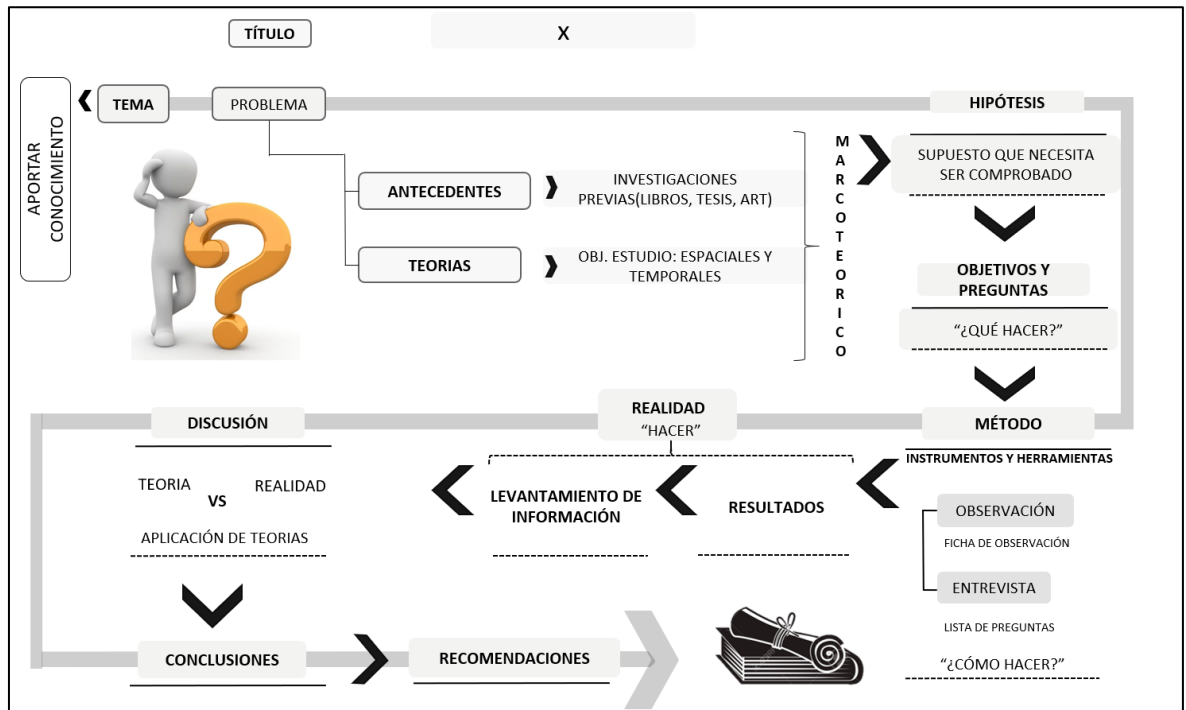 TÍTULO
X
APORTAR
CONOCIMIENTO
TEMA
PROBLEMA
ANTECEDENTES
INVESTIGACIONES
PREVIAS(LIBROS, TESIS, ART)
TEORIAS
OBJ. ESTUDIO: ESPACIALES Y
TEMPORALES
MARCOTEORICO
HIPÓTESIS
SUPUESTO QUE NECESITA
SER COMPROBADO
OBJETIVOS Y
PREGUNTAS
“¿QUÉ HACER?”
MÉTODO
INSTRUMENTOS Y HERRAMIENTAS
OBSERVACIÓN
FICHA DE OBSERVACIÓN
ENTREVISTA
LISTA DE PREGUNTAS
“¿CÓMO HACER?”
REALIDAD
“HACER”
RESULTADOS
LEVANTAMIENTO DE
INFORMACIÓN
DISCUSIÓN
TEORIA
VS
REALIDAD
APLICACIÓN DE TEORIAS
CONCLUSIONES
RECOMENDACIONES